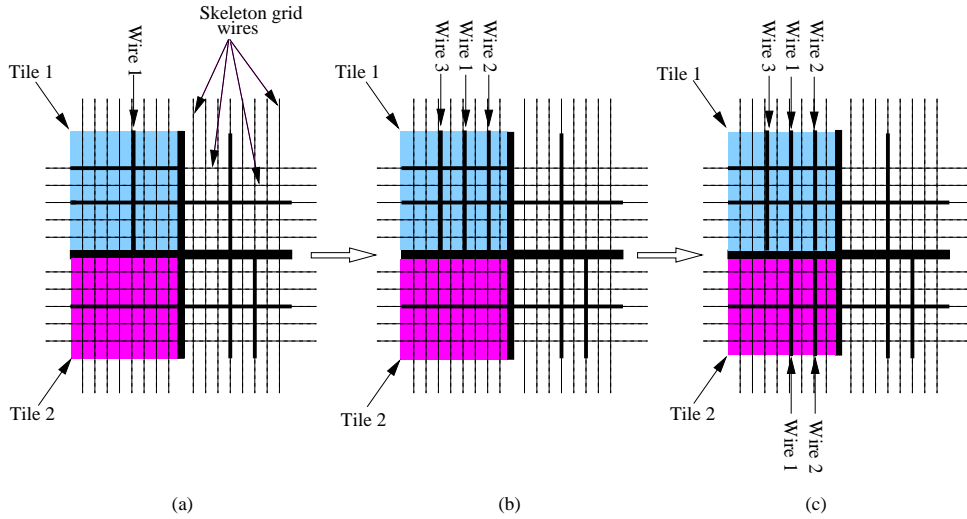 Skeleton grid
wires
Wire 1
Tile 1
Tile 2
(a)
Wire 3
Wire 1
Wire 2
Tile 1
Tile 2
(b)
Wire 3
Wire 1
Wire 2
Tile 1
Tile 2
Wire 1
Wire 2
(c)